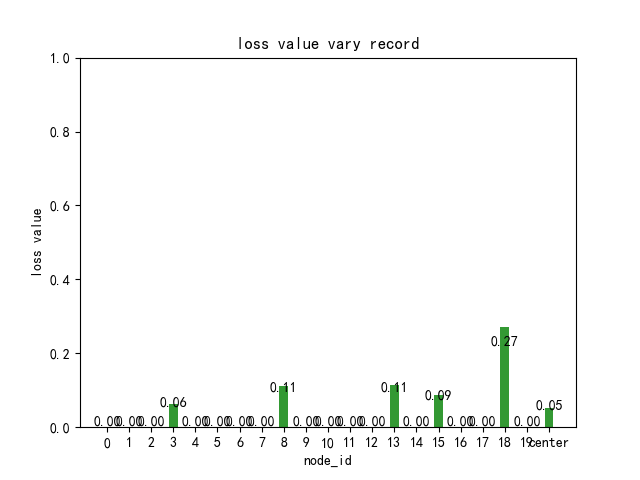 loss value vary record
1.0
0.8
0.6
0.4
0.2
0.0
loss value
0.00 0.00 0.00 0.06 0.00 0.00 0.00 0.00 0.11 0.00 0.00 0.00 0.00 0.11 0.00 0.09 0.00 0.00 0.27 0.00 0.05
0 1 2 3 4 5 6 7 8 9 10 11 12 13 14 15 16 17 18 19 center
node_id